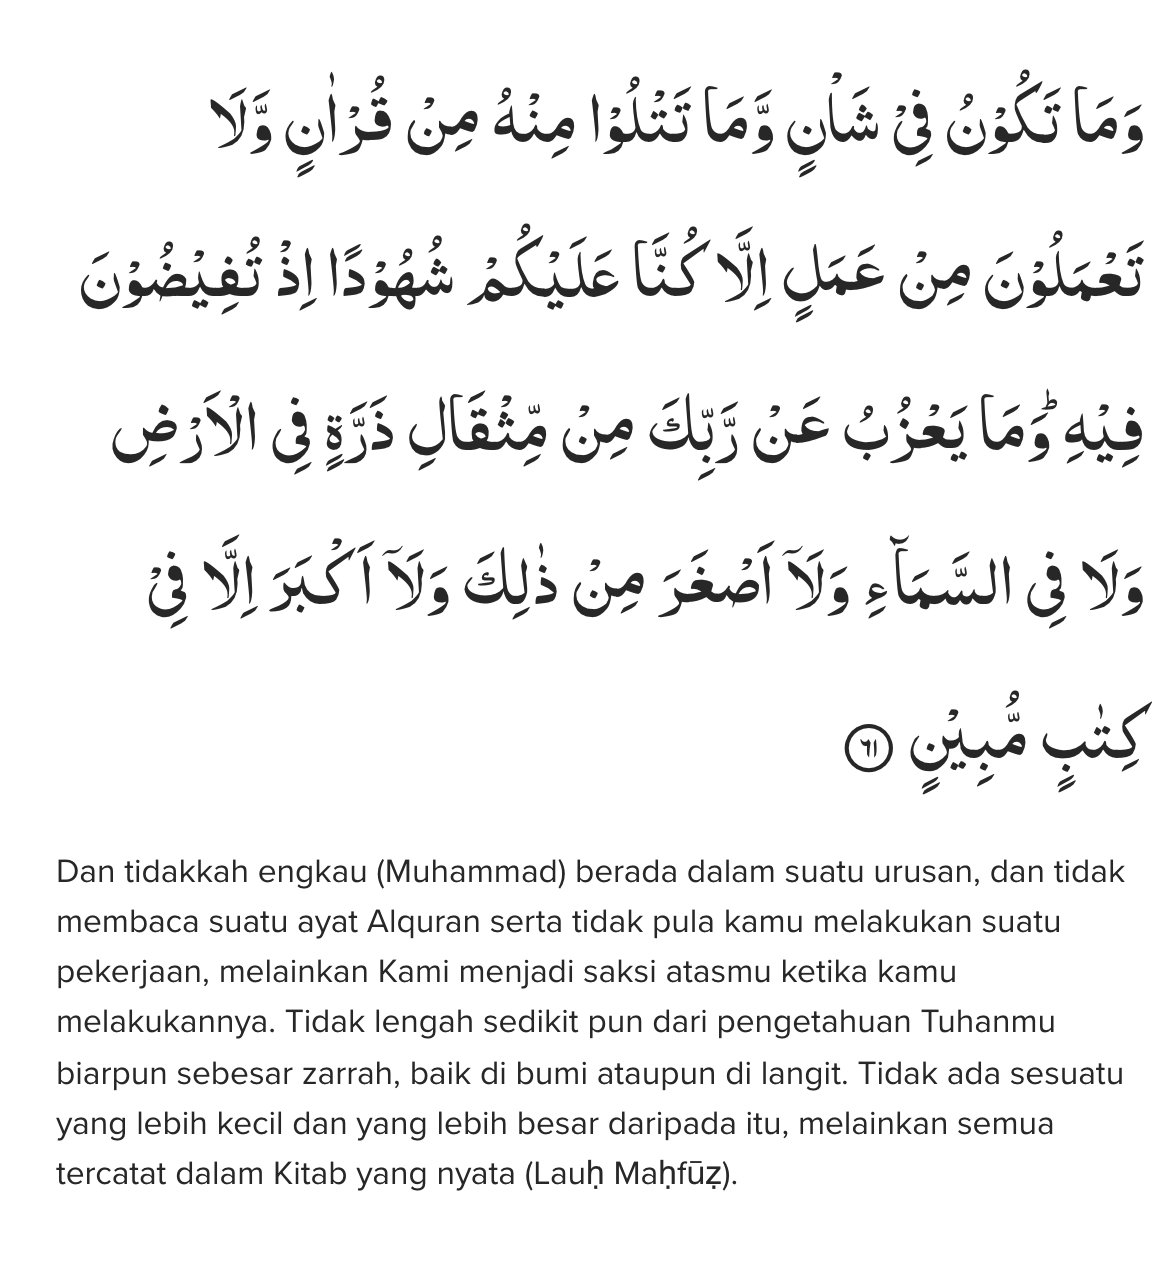 وَمَا تَكُوْنُ فِيْ شَأْنٍ وَّمَا تَتْلُوْا مِنْهُ مِنْ قُرْاٰنٍ وَّلَا
تَعْمَلُوْنَ مِنْ عَمَلٍ اِلَّا كُنَّا عَلَيْكُمْ شُهُوْدًا اِذْ تُفِيْضُوْنَ
فِيْهِۗ وَمَا يَعْزُبُ عَنْ رَّبِّكَ مِنْ مِّثْقَالِ ذَرَّةٍ فِى الْاَرْضِ
وَلَا فِى السَّمَاۤءِ وَلَآ اَصْغَرَ مِنْ ذٰلِكَ وَلَآ اَكْبَرَ اِلَّا فِيْ
كِتٰبٍ مُّبِيْنٍ ٦١
Dan tidakkah engkau (Muhammad) berada dalam suatu urusan, dan tidak
membaca suatu ayat Alquran serta tidak pula kamu melakukan suatu
pekerjaan, melainkan Kami menjadi saksi atasmu ketika kamu
melakukannya. Tidak lengah sedikit pun dari pengetahuan Tuhanmu
biarpun sebesar zarrah, baik di bumi ataupun di langit. Tidak ada sesuatu
yang lebih kecil dan yang lebih besar daripada itu, melainkan semua
tercatat dalam Kitab yang nyata (Lauḥ Maḥfūẓ).